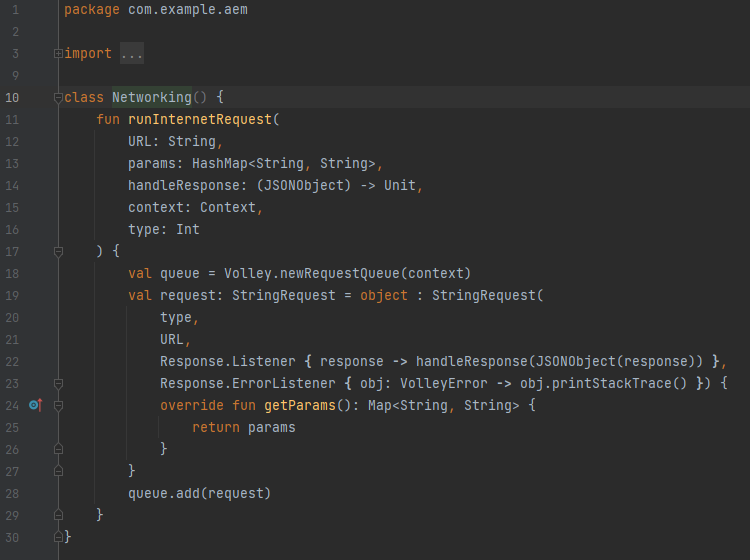 1 package com.example.aem
2
3 import ...
9
10 class Networking() {
11 fun runInternetRequest(
12 URL: String,
13 params: HashMap<String, String>,
14 handleResponse: (JSONObject) -> Unit,
15 context: Context,
16 type: Int
17 ) {
18 val queue = Volley.newRequestQueue(context)
19 val request: StringRequest = object : StringRequest(
20 type,
21 URL,
22 Response.Listener { response -> handleResponse(JSONObject(response)) },
23 Response.ErrorListener { obj: VolleyError -> obj.printStackTrace() }) {
24 override fun getParams(): Map<String, String> {
25 return params
26 }
27 }
28 queue.add(request)
29 }
30 }